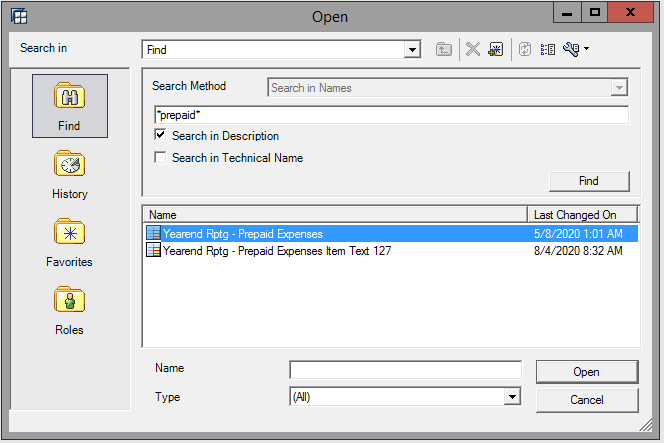 Open
Search in
Find
Find
History
Favorites
Roles
Search Method
Search in Names
*prepaid*
Search in Description
Search in Technical Name
Find
Name Last Changed On
Yearend Rptg - Prepaid Expenses 5/8/2020 1:01 AM
Yearend Rptg - Prepaid Expenses Item Text 127 8/4/2020 8:32 AM
Name
Open
Type
(All)
Cancel